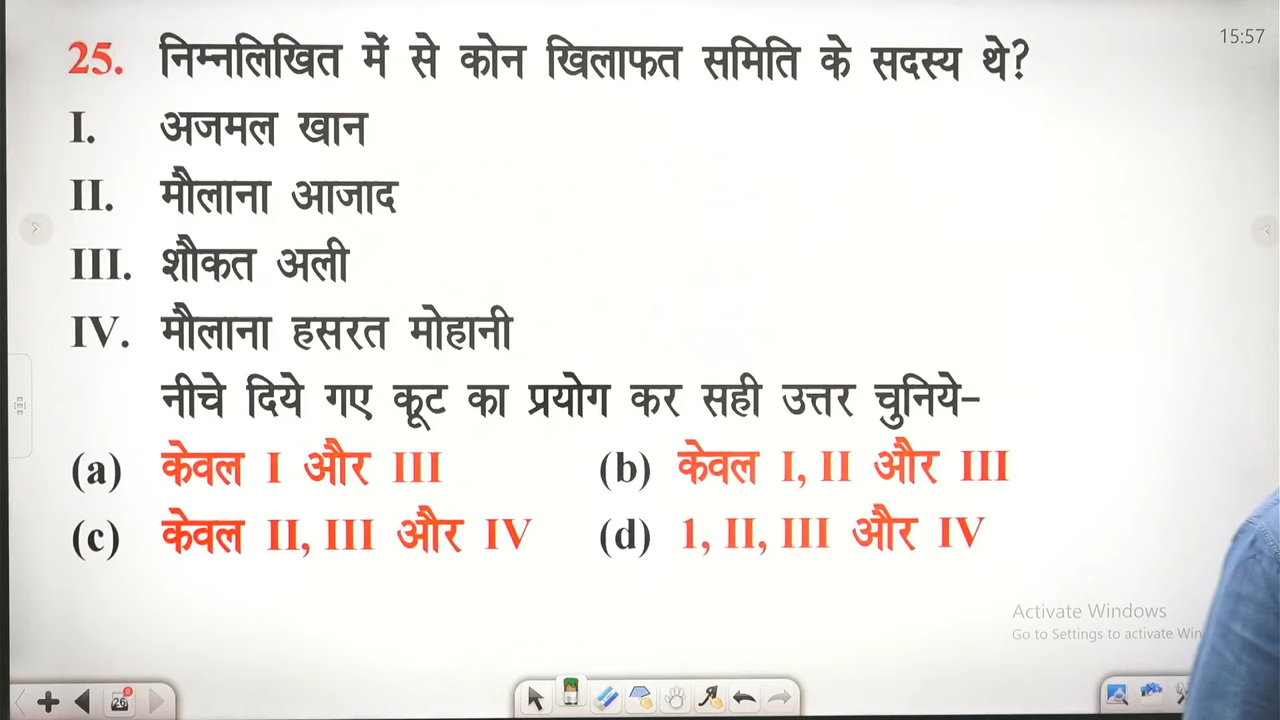 15:57
25. निम्नलिखित में से कोन खिलाफत समिति के सदस्य थे?
I. अजमल खान
II. मौलाना आजाद
III. शौकत अली
IV. मौलाना हसरत मोहानी
नीचे दिये गए कूट का प्रयोग कर सही उत्तर चुनिये–
(a) केवल I और III (b) केवल I, II और III
(c) केवल II, III और IV (d) 1, II, III और IV
Activate Windows
Go to Settings to activate
26